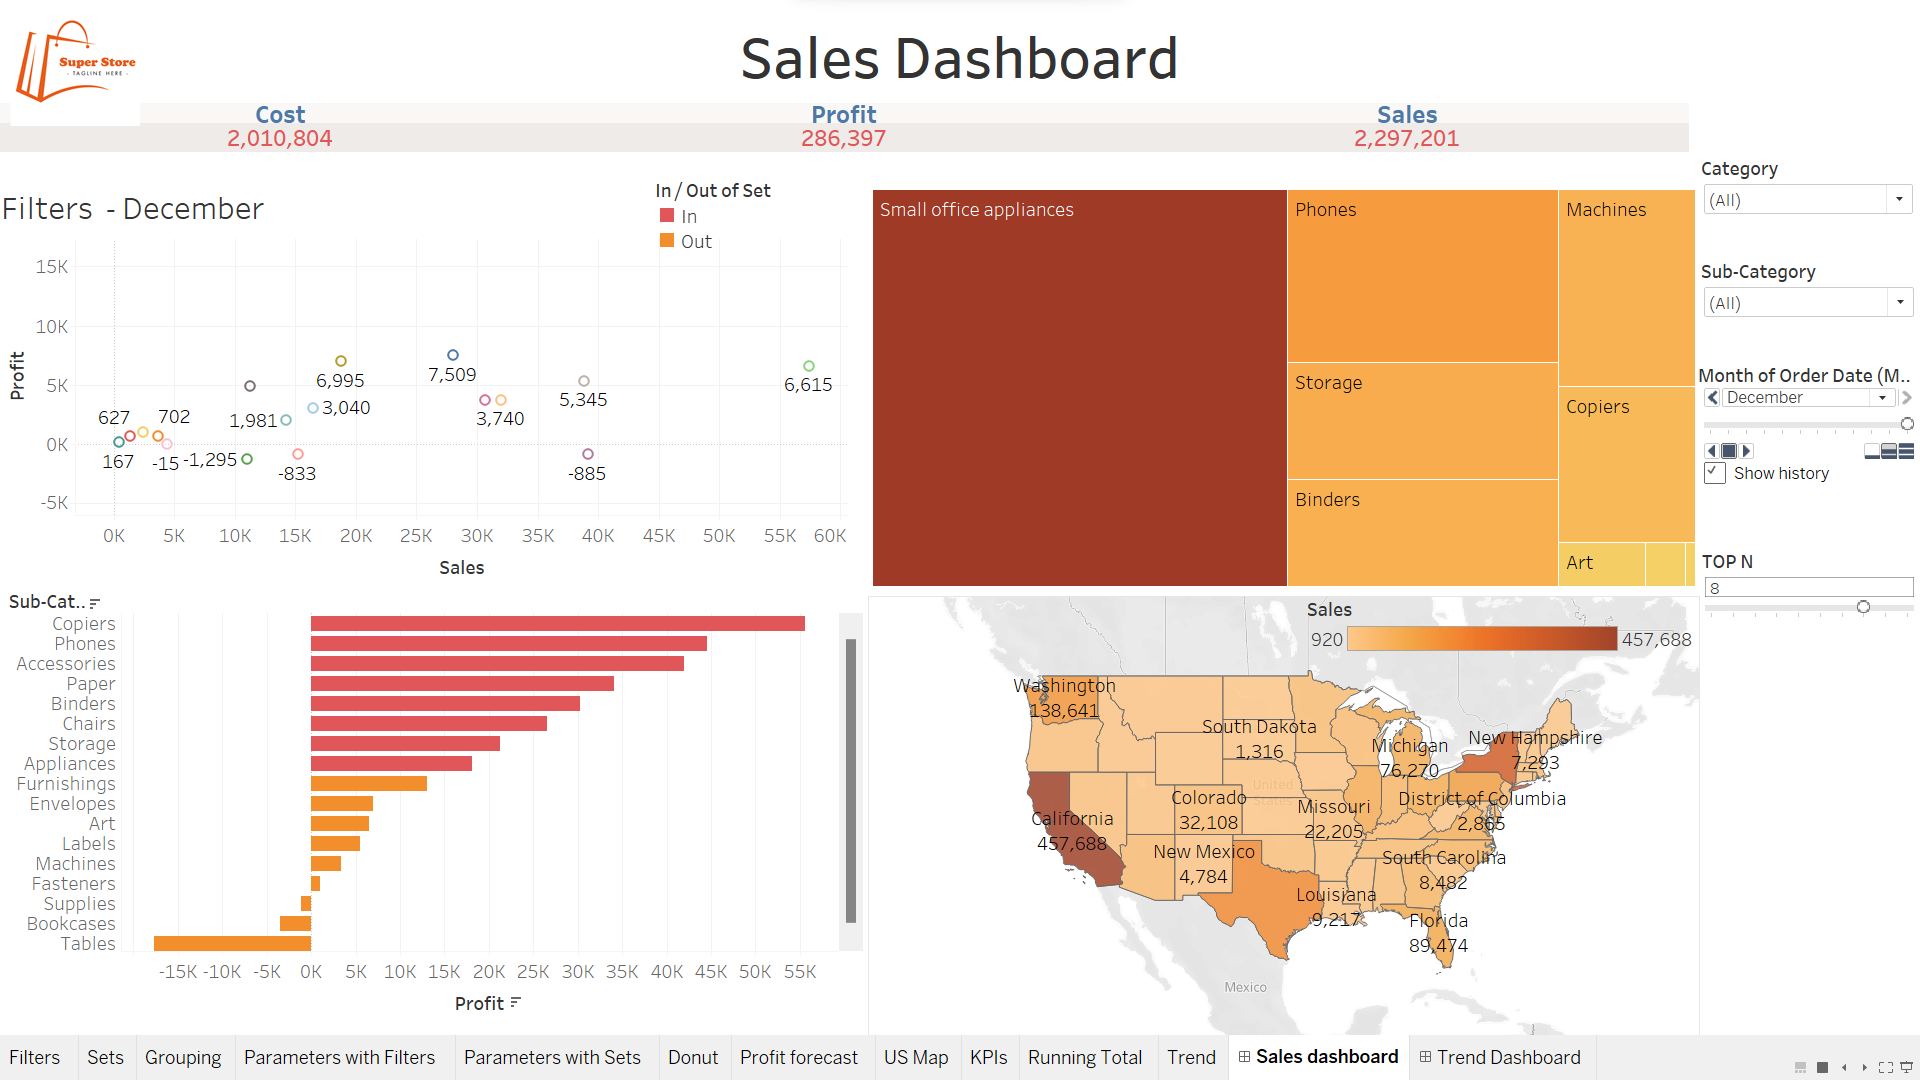 Super Store
- TAGLINE HERE -
Sales Dashboard
Cost
Profit
Sales
2,010,804
286,397
2,297,201
Filters - December
In / Out of Set
In
Out
15K
10K
5K
0K
-5K
Profit
627
702
167
-15
-1,295
1,981
6,995
3,040
-833
7,509
3,740
5,345
-885
6,615
0K
5K
10K
15K
20K
25K
30K
35K
40K
45K
50K
55K
60K
Sales
Small office appliances
Phones
Storage
Binders
Machines
Copiers
Art
Category
(All)
Sub-Category
(All)
Month of Order Date (M..
December
Show history
TOP N
8
Sub-Cat..
Copiers
Phones
Accessories
Paper
Binders
Chairs
Storage
Appliances
Furnishings
Envelopes
Art
Labels
Machines
Fasteners
Supplies
Bookcases
Tables
-15K
-10K
-5K
0K
5K
10K
15K
20K
25K
30K
35K
40K
45K
50K
55K
Profit
Sales
920
457,688
Washington
138,641
South Dakota
1,316
Michigan
76,270
New Hampshire
7,293
United
States
Colorado
32,108
Missouri
22,205
District of Columbia
2,865
California
457,688
New Mexico
4,784
South Carolina
8,482
Louisiana
9,217
Florida
89,474
Mexico
Filters
Sets
Grouping
Parameters with Filters
Parameters with Sets
Donut
Profit forecast
US Map
KPIs
Running Total
Trend
Sales dashboard
Trend Dashboard